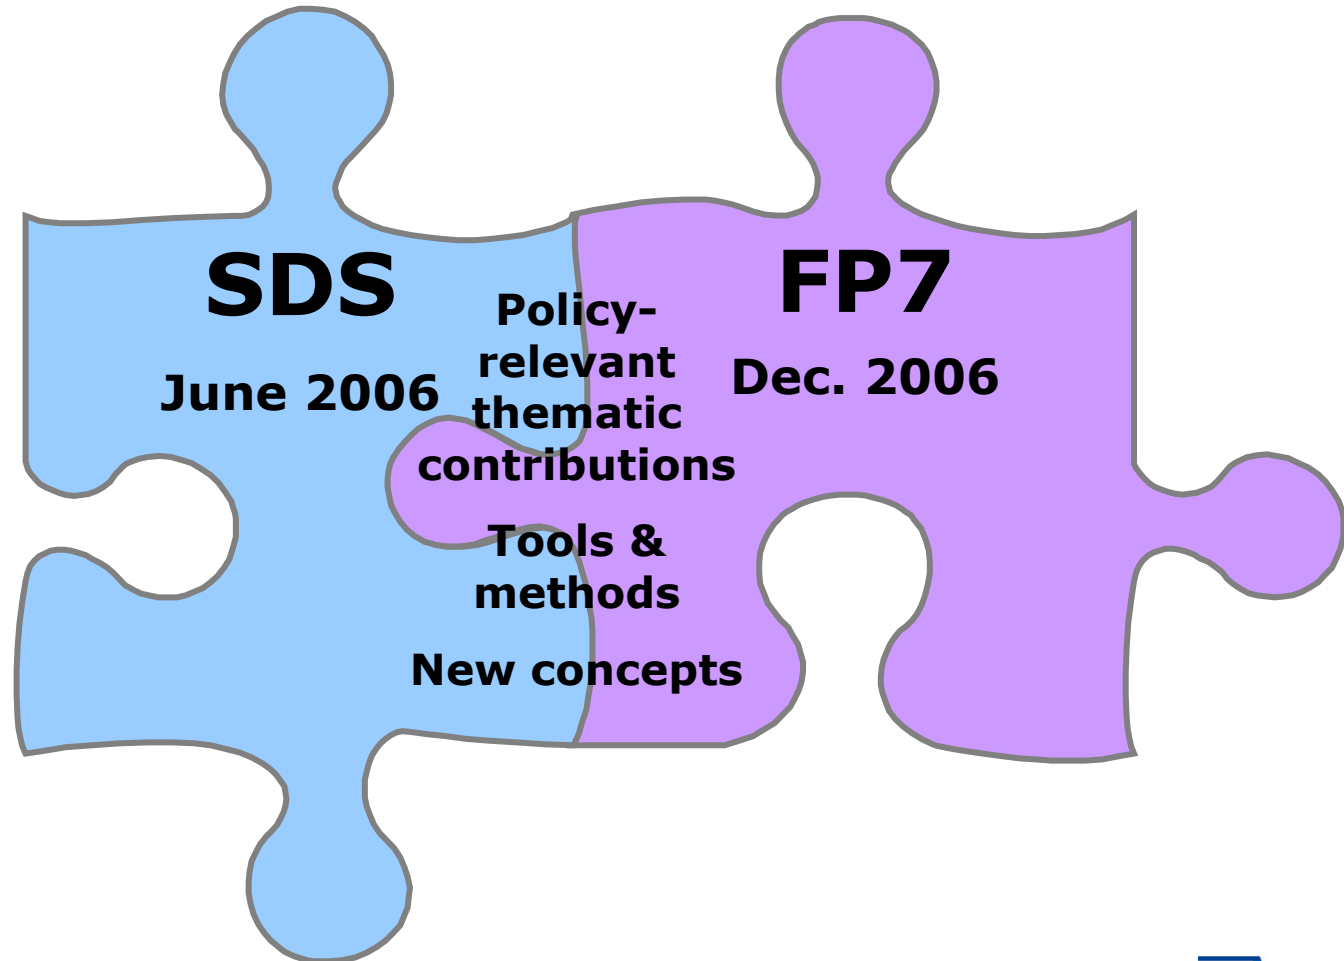 SDS
June 2006
Policy-
relevant
thematic
contributions
Tools &
methods
New concepts
FP7
Dec. 2006